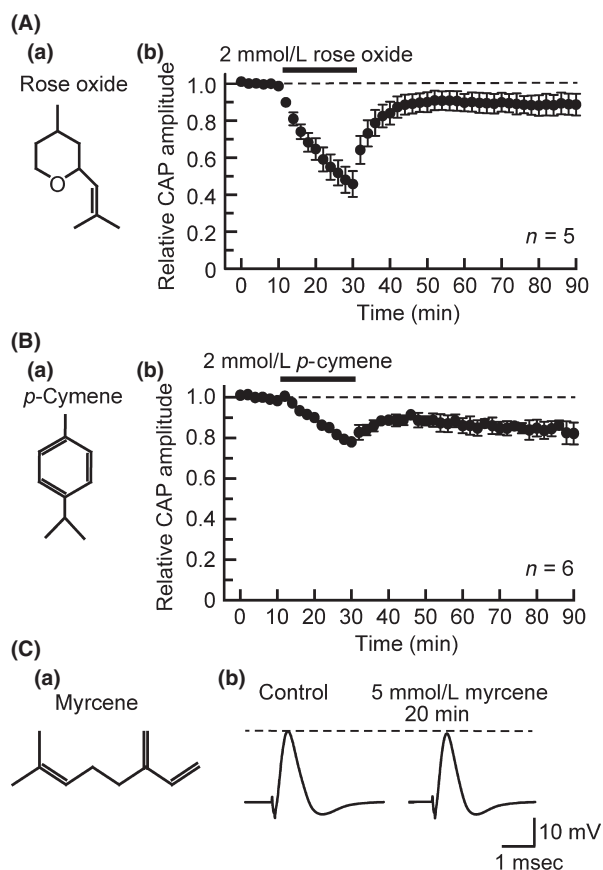 (A)
(a)
Rose oxide
O
(b)
2 mmol/L rose oxide
Relative CAP amplitude
1.0
0.8
0.6
0.4
0.2
0
n = 5
0 10 20 30 40 50 60 70 80 90
Time (min)
(B)
(a)
p-Cymene
(b)
2 mmol/L p-cymene
Relative CAP amplitude
1.0
0.8
0.6
0.4
0.2
0
n = 6
0 10 20 30 40 50 60 70 80 90
Time (min)
(C)
(a)
Myrcene
(b)
Control
5 mmol/L myrcene
20 min
10 mV
1 msec